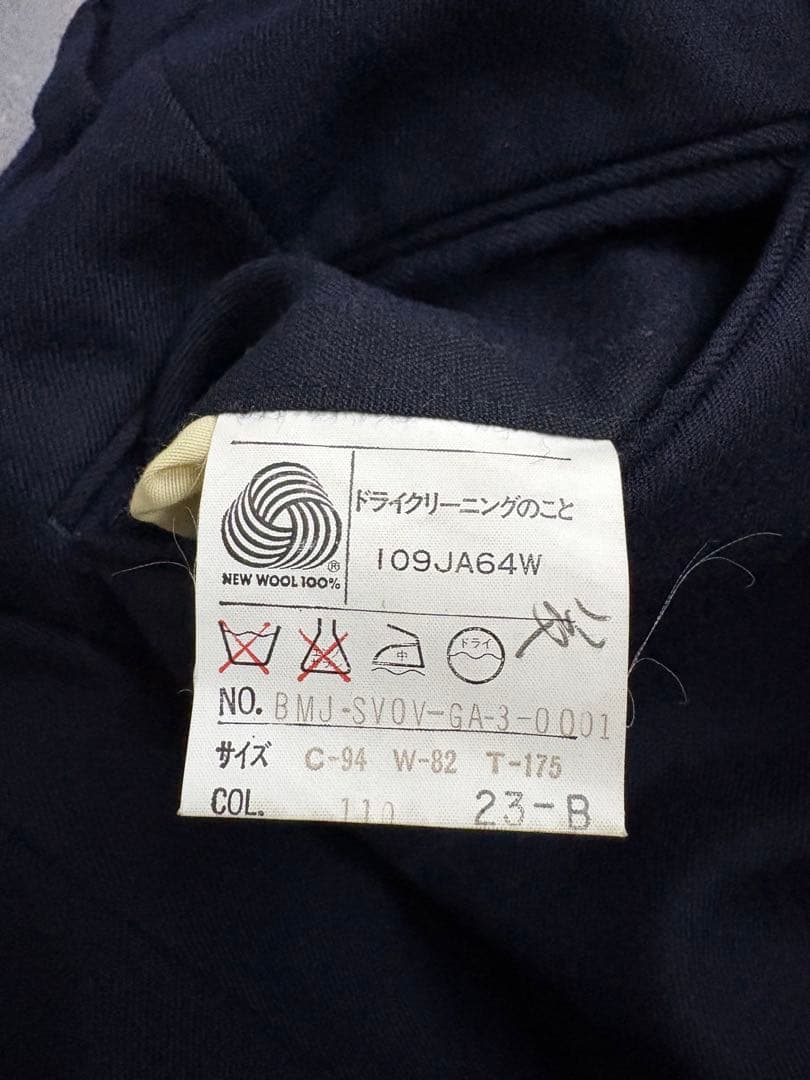 ドライクリーニングのこと
109JA64W
®
NEW WOOL 100%
中
ドライ
NO. BMJ-SVOV-GA-3-0001
サイズ C-94 W-82 T-175
COL. 110 23-B